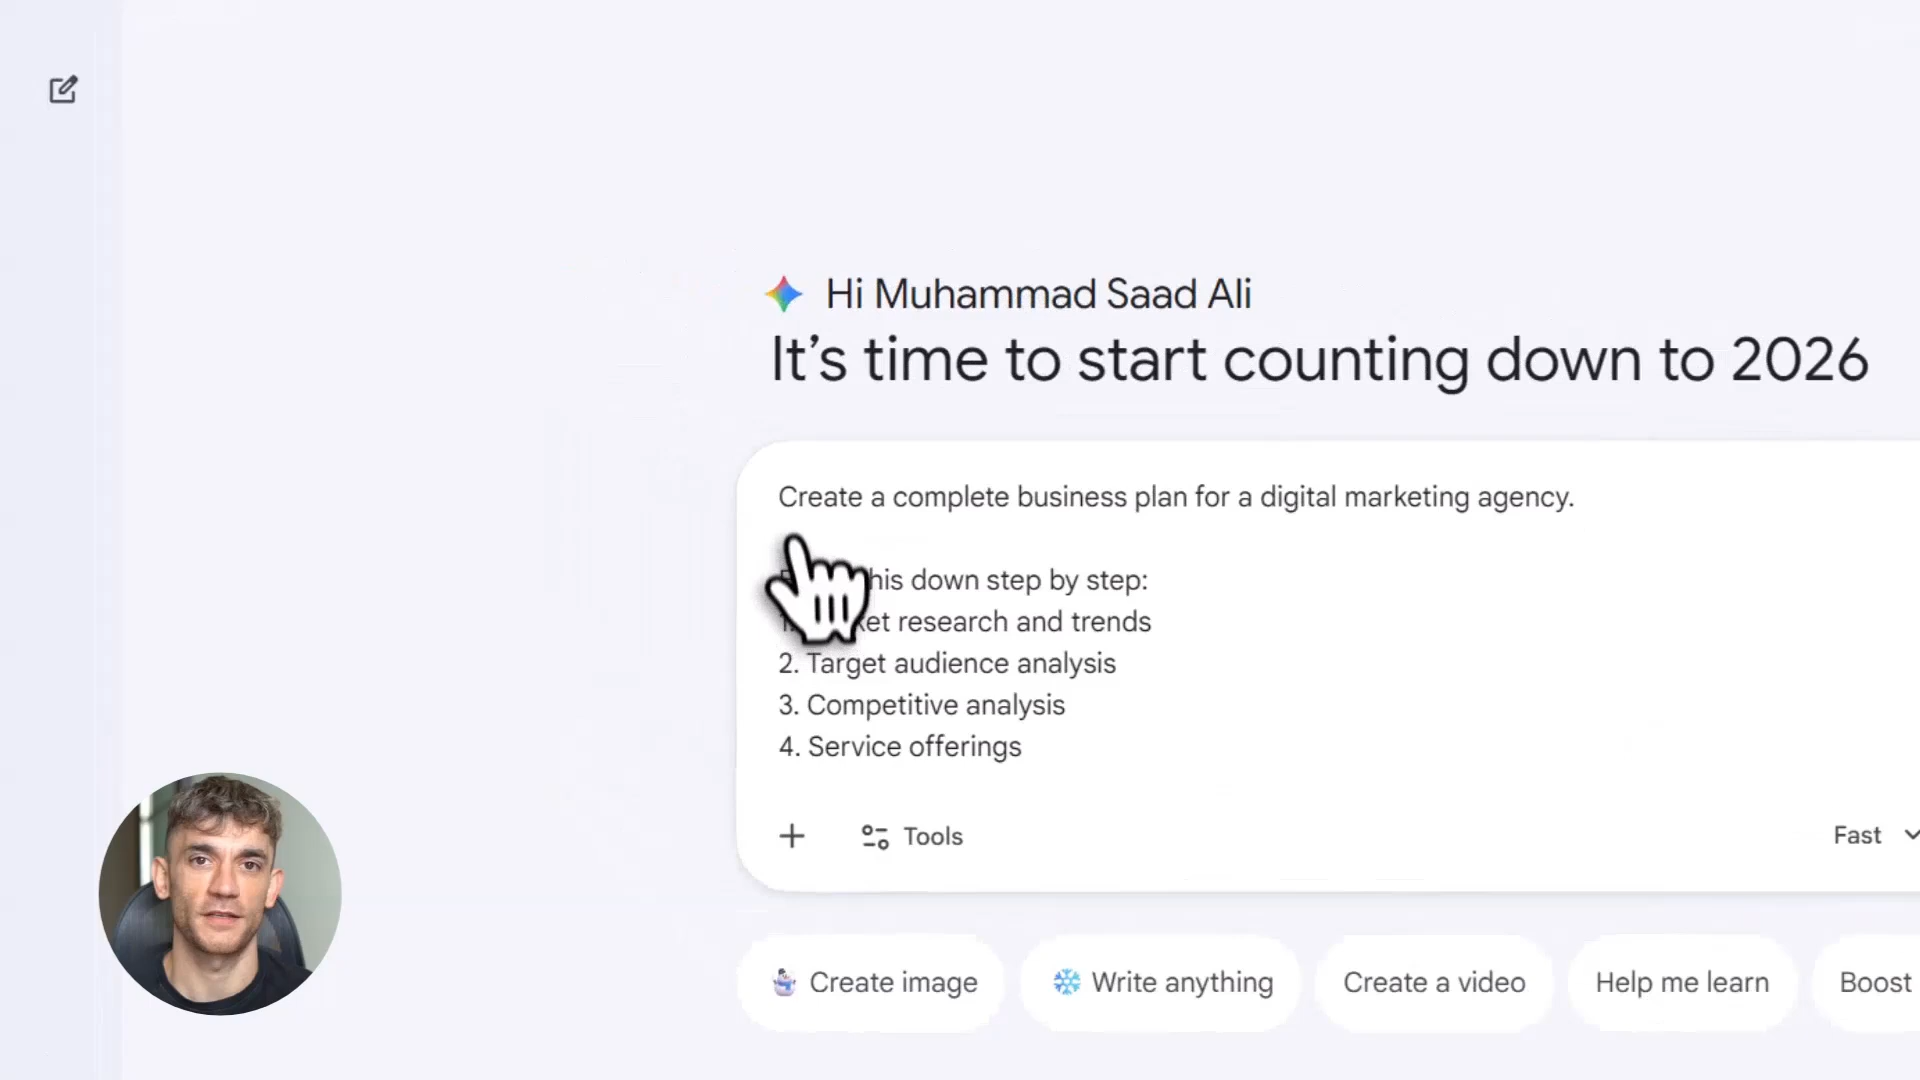 Hi Muhammad Saad Ali
It's time to start counting down to 2026
Create a complete business plan for a digital marketing agency.
his down step by step:
1. ket research and trends
2. Target audience analysis
3. Competitive analysis
4. Service offerings
Tools
Fast
Create image
Write anything
Create a video
Help me learn
Boost